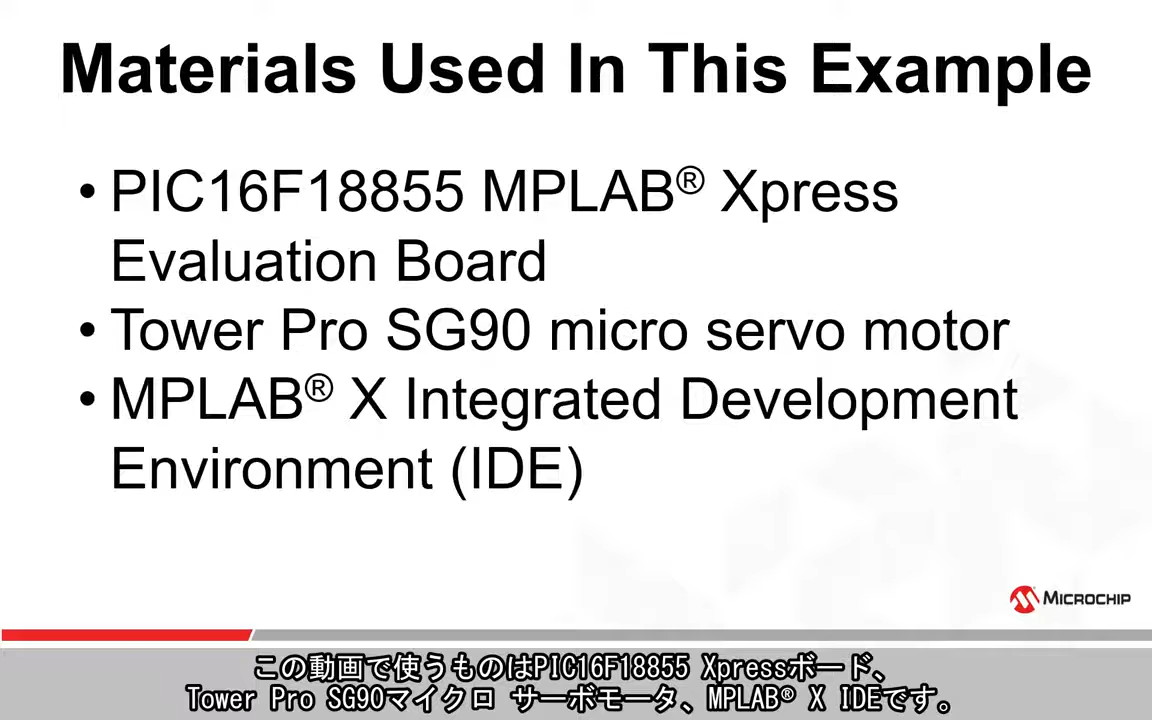 Materials Used In This Example
• PIC16F18855 MPLAB® Xpress
Evaluation Board
• Tower Pro SG90 micro servo motor
• MPLAB® X Integrated Development
Environment (IDE)
MICROCHIP
この動画で使うものはPIC16F18855 Xpressボード、
Tower Pro SG90マイクロ サーボモータ、MPLAB® X IDEです。